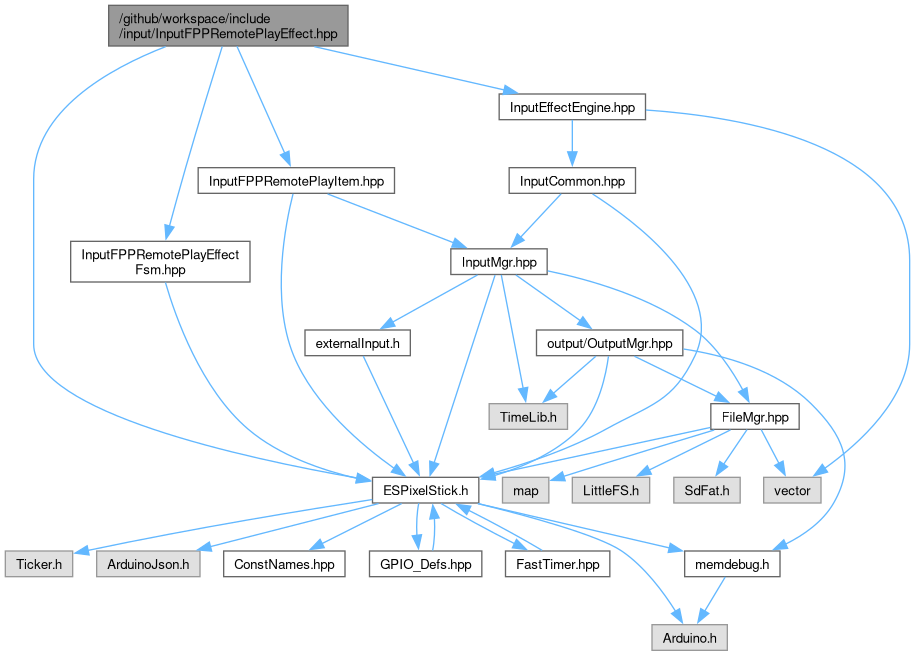 /github/workspace/include
/input/InputFPPRemotePlayEffect.hpp
InputEffectEngine.hpp
InputFPPRemotePlayItem.hpp
InputCommon.hpp
InputFPPRemotePlayEffect
Fsm.hpp
InputMgr.hpp
externalInput.h
output/OutputMgr.hpp
TimeLib.h
FileMgr.hpp
ESPixelStick.h
map
LittleFS.h
SdFat.h
vector
Ticker.h
ArduinoJson.h
ConstNames.hpp
GPIO_Defs.hpp
FastTimer.hpp
memdebug.h
Arduino.h